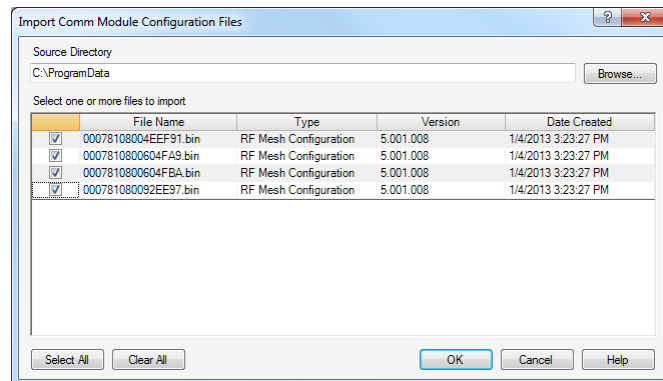 Import Comm Module Configuration Files
Source Directory
C:\ProgramData Browse...
Select one or more files to import
File Name Type Version Date Created
00078108004EEF91.bin RF Mesh Configuration 5.001.008 1/4/2013 3:23:27 PM
0007810800604FA9.bin RF Mesh Configuration 5.001.008 1/4/2013 3:23:27 PM
0007810800604FBA.bin RF Mesh Configuration 5.001.008 1/4/2013 3:23:27 PM
000781080092EE97.bin RF Mesh Configuration 5.001.008 1/4/2013 3:23:27 PM
Select All Clear All OK Cancel Help